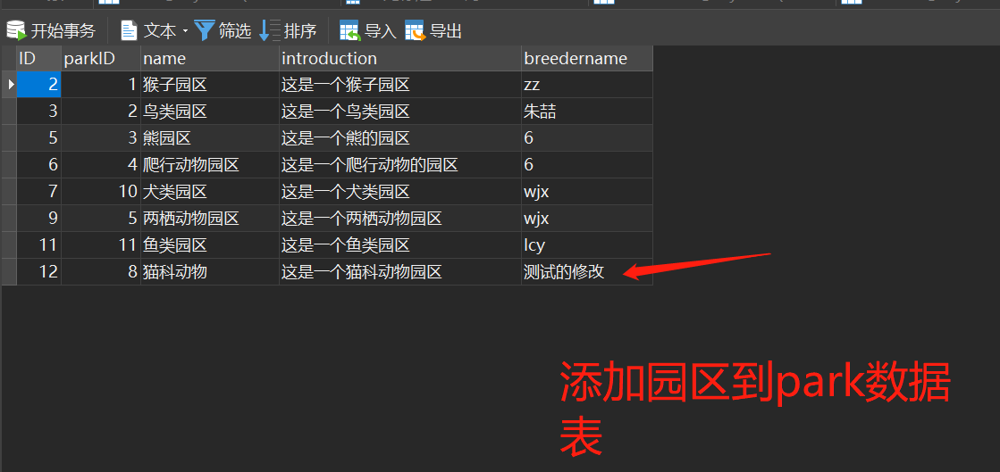 开始事务 文本 筛选 排序 导入 导出
ID parkID name introduction breedername
2 1 猴子园区 这是一个猴子园区 zz
3 2 鸟类园区 这是一个鸟类园区 朱喆
5 3 熊园区 这是一个熊的园区 6
6 4 爬行动物园区 这是一个爬行动物的园区 6
7 10 犬类园区 这是一个犬类园区 wjx
9 5 两栖动物园区 这是一个两栖动物园区 wjx
11 11 鱼类园区 这是一个鱼类园区 lcy
12 8 猫科动物 这是一个猫科动物园区 测试的修改
添加园区到park数据
表